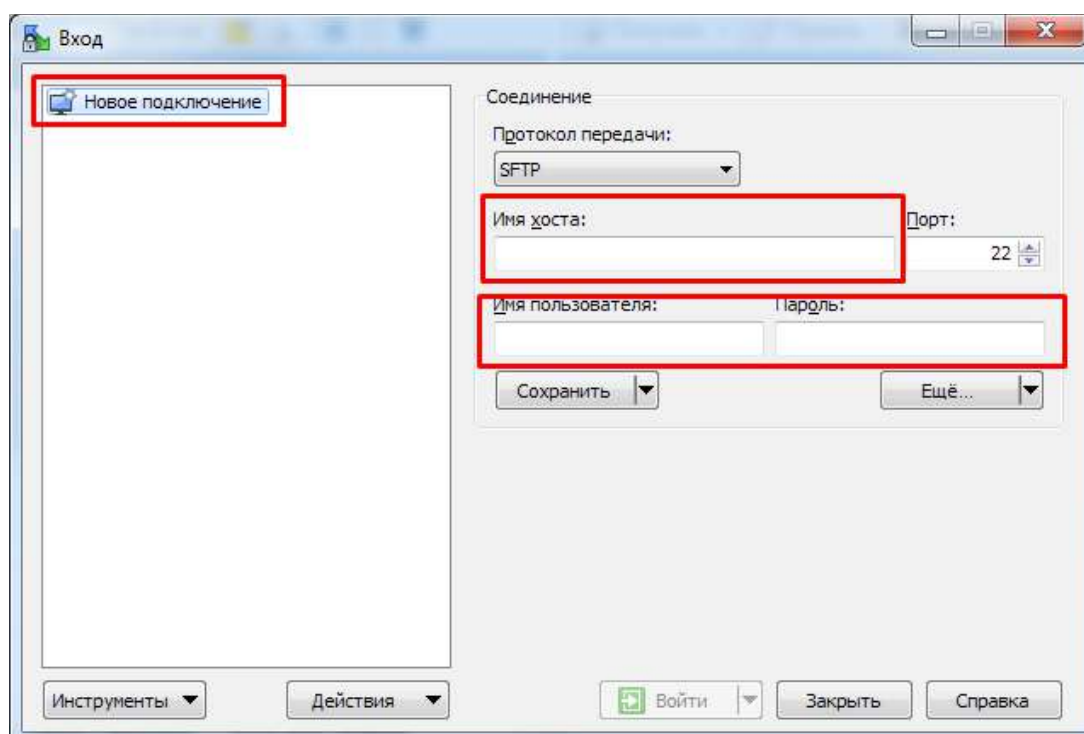 Вход
Новое подключение
Соединение
Протокол передачи:
SFTP
Имя хоста:
Порт:
22
Имя пользователя:
Пароль:
Сохранить
Ещё...
Инструменты
Действия
Войти
Закрыть
Справка